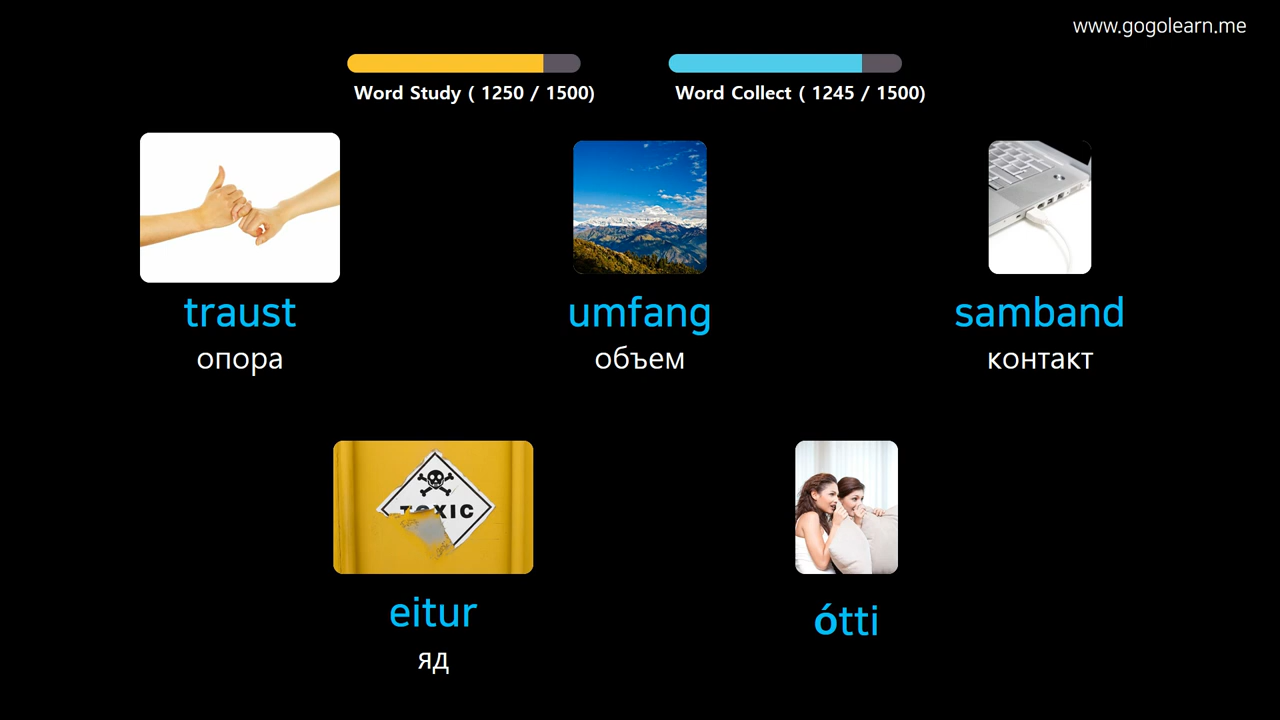 www.gogolearn.me
Word Study ( 1250 / 1500)
Word Collect ( 1245 / 1500)
traust
опора
umfang
объем
samband
контакт
TOXIC
eitur
яд
ótti